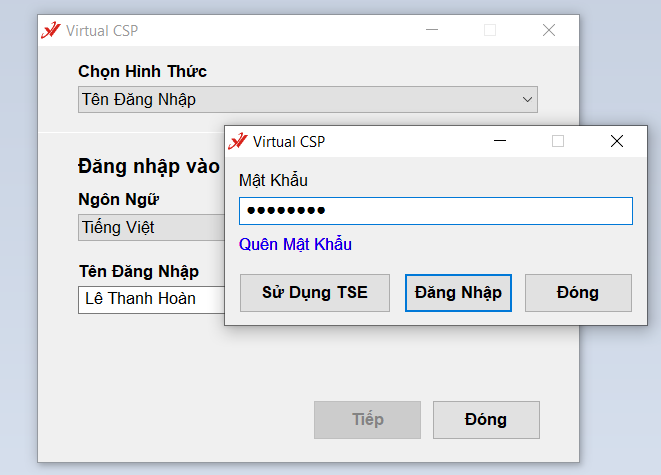 Virtual CSP
Chọn Hình Thức
Tên Đăng Nhập
Đăng nhập vào
Ngôn Ngữ
Tiếng Việt
Tên Đăng Nhập
Lê Thanh Hoàn
Tiếp
Đóng
Virtual CSP
Mật Khẩu
••••••••
Quên Mật Khẩu
Sử Dụng TSE
Đăng Nhập
Đóng